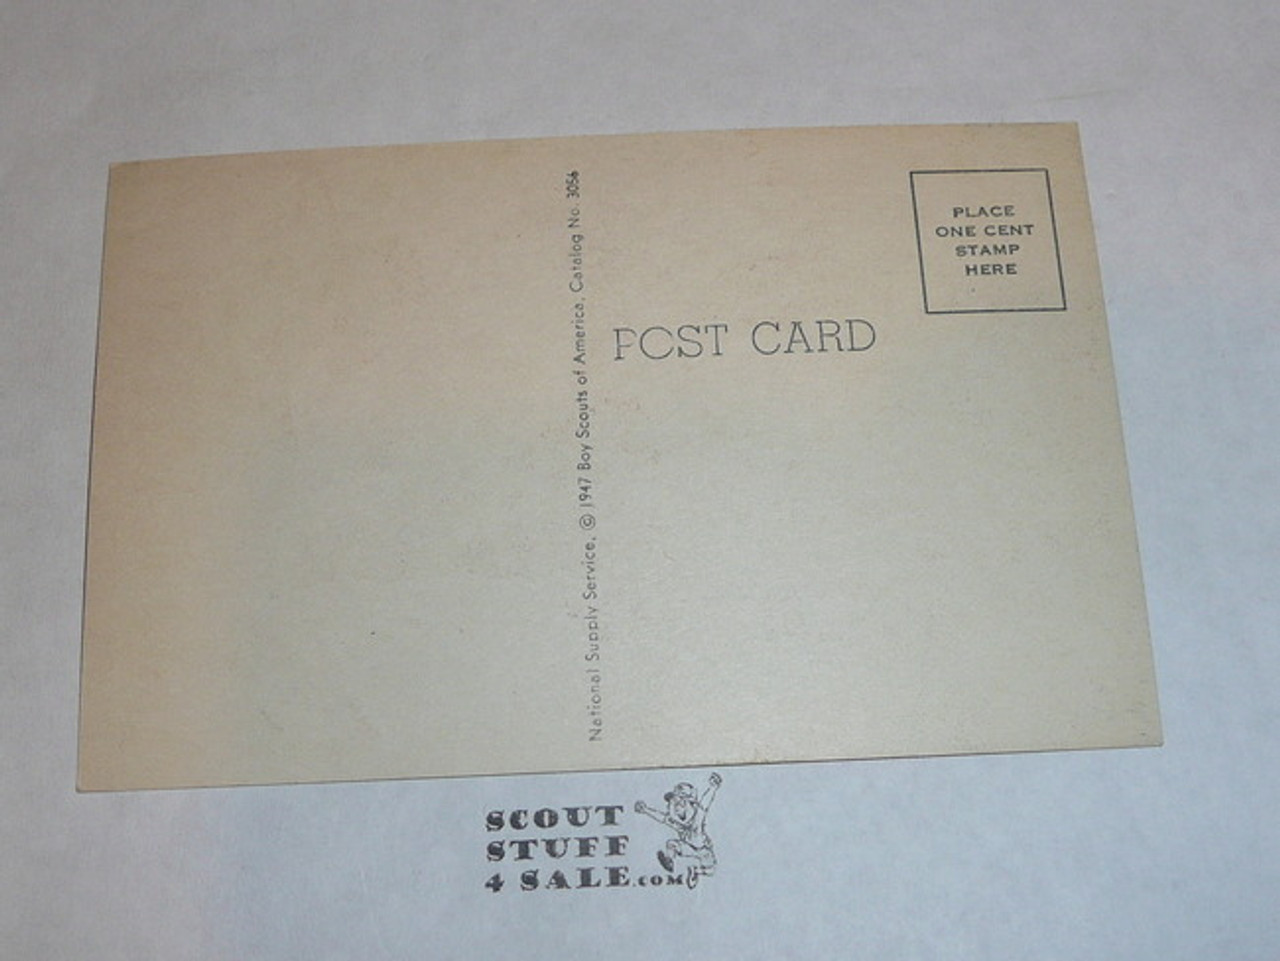 National Supply Service, © 1947 Boy Scouts of America, Catalog No. 3056
POST CARD
PLACE
ONE CENT
STAMP
HERE
SCOUT
STUFF
4 SALE.COM